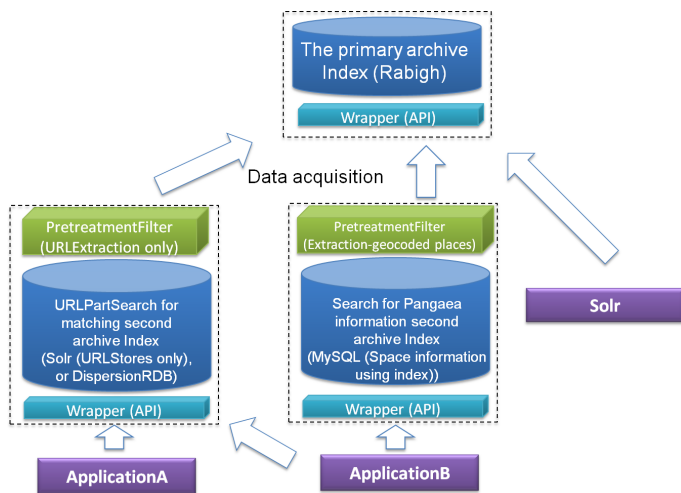 The primary archive
Index (Rabigh)
Wrapper (API)
Data acquisition
PretreatmentFilter
(URLExtraction only)
URLPartSearch for
matching second
archive Index
(Solr (URLStores only),
or DispersionRDB)
Wrapper (API)
PretreatmentFilter
(Extraction-geocoded places)
Search for Pangaea
information second
archive Index
(MySQL (Space information
using index))
Wrapper (API)
Solr
ApplicationA
ApplicationB